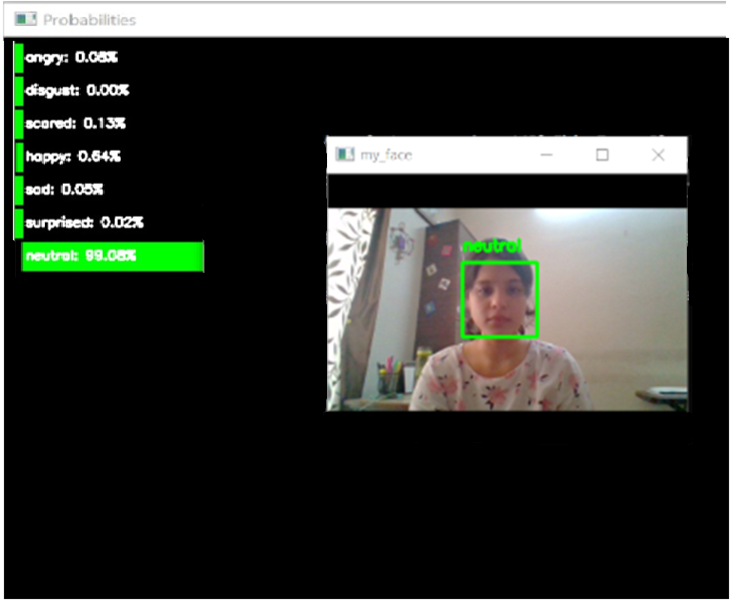 Probabilities
angry: 0.08%
disgust: 0.00%
scared: 0.13%
happy: 0.64%
sad: 0.05%
surprised: 0.02%
neutral: 99.08%
my_face
neutral